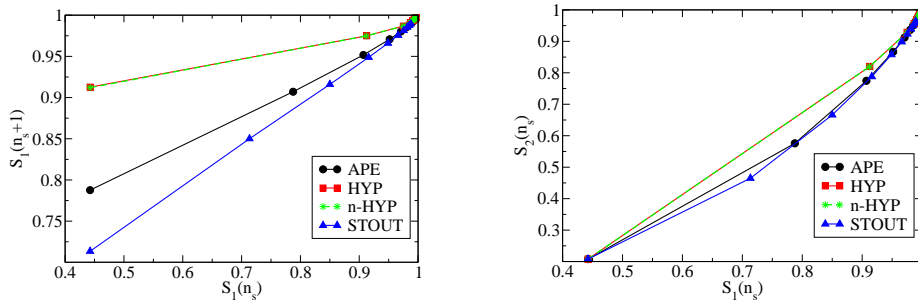 1
0.95
0.9
0.85
0.8
0.75
S₁(nₛ+1)
0.4 0.5 0.6 0.7 0.8 0.9 1
S₁(nₛ)
APE
HYP
n-HYP
STOUT
1
0.9
0.8
0.7
0.6
0.5
0.4
0.3
S₂(nₛ)
0.4 0.5 0.6 0.7 0.8 0.9
S₁(nₛ)
APE
HYP
n-HYP
STOUT